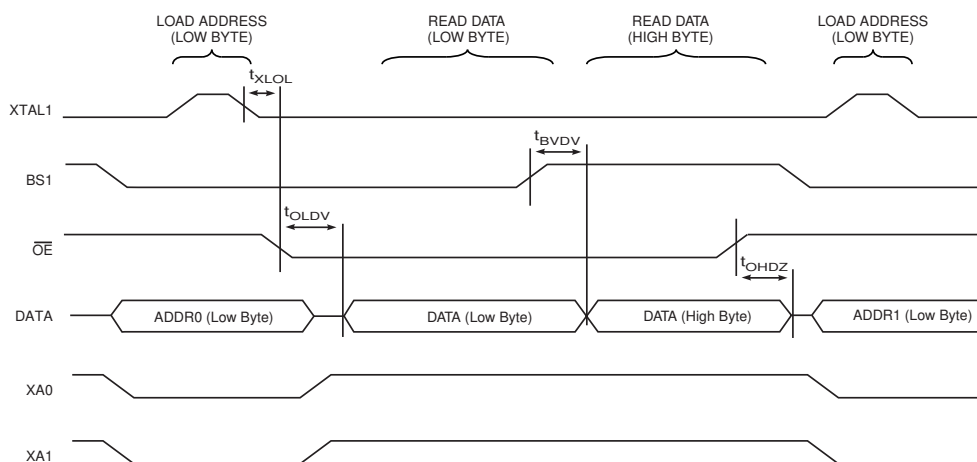 LOAD ADDRESS
(LOW BYTE)
READ DATA
(LOW BYTE)
READ DATA
(HIGH BYTE)
LOAD ADDRESS
(LOW BYTE)
tXLOL
XTAL1
tBVDV
BS1
tOLDV
OE
tOHDZ
DATA
ADDR0 (Low Byte)
DATA (Low Byte)
DATA (High Byte)
ADDR1 (Low Byte)
XA0
XA1